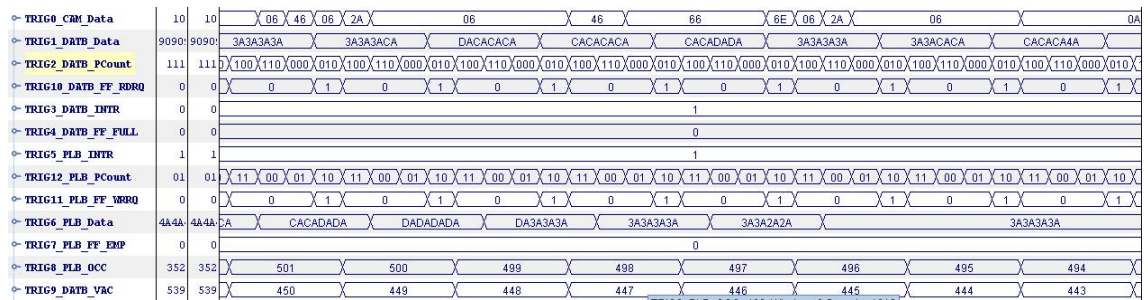 TRIG0_CAM_Data 10 10 06 46 06 2A 06 46 66 6E 06 2A 06 0A
TRIG1_DATB_Data 9090 9090 3A3A3A3A 3A3A3ACA DACACACA CACACACA CACADADA 3A3A3A3A 3A3ACACA CACACA4A
TRIG2_DATB_PCount 111 111 100 110 000 010 100 110 000 010 100 110 000 010 100 110 000 010 100 110 000 010 100 110 000 010 100 110 000 010 100 110 000 010
TRIG10_DATB_FF_RDRQ 0 0 0 1 0 1 0 1 0 1 0 1 0 1 0 1 0 1
TRIG3_DATB_INTR 0 0 1
TRIG4_DATB_FF_FULL 0 0 0
TRIG5_PLB_INTR 1 1 1
TRIG12_PLB_PCount 01 01 11 00 01 10 11 00 01 10 11 00 01 10 11 00 01 10 11 00 01 10 11 00 01 10 11 00 01 10 11 00 01 10
TRIG11_PLB_FF_WRRQ 0 0 0 1 0 1 0 1 0 1 0 1 0 1 0 1 0 1
TRIG6_PLB_Data 4A4A 4A4A CA CACADADA DADADADA DA3A3A3A 3A3A3A3A 3A3A2A2A 3A3A3A3A
TRIG7_PLB_FF_EMP 0 0 0
TRIG8_PLB_OCC 352 352 501 500 499 498 497 496 495 494
TRIG9_DATB_VAC 539 539 450 449 448 447 446 445 444 443